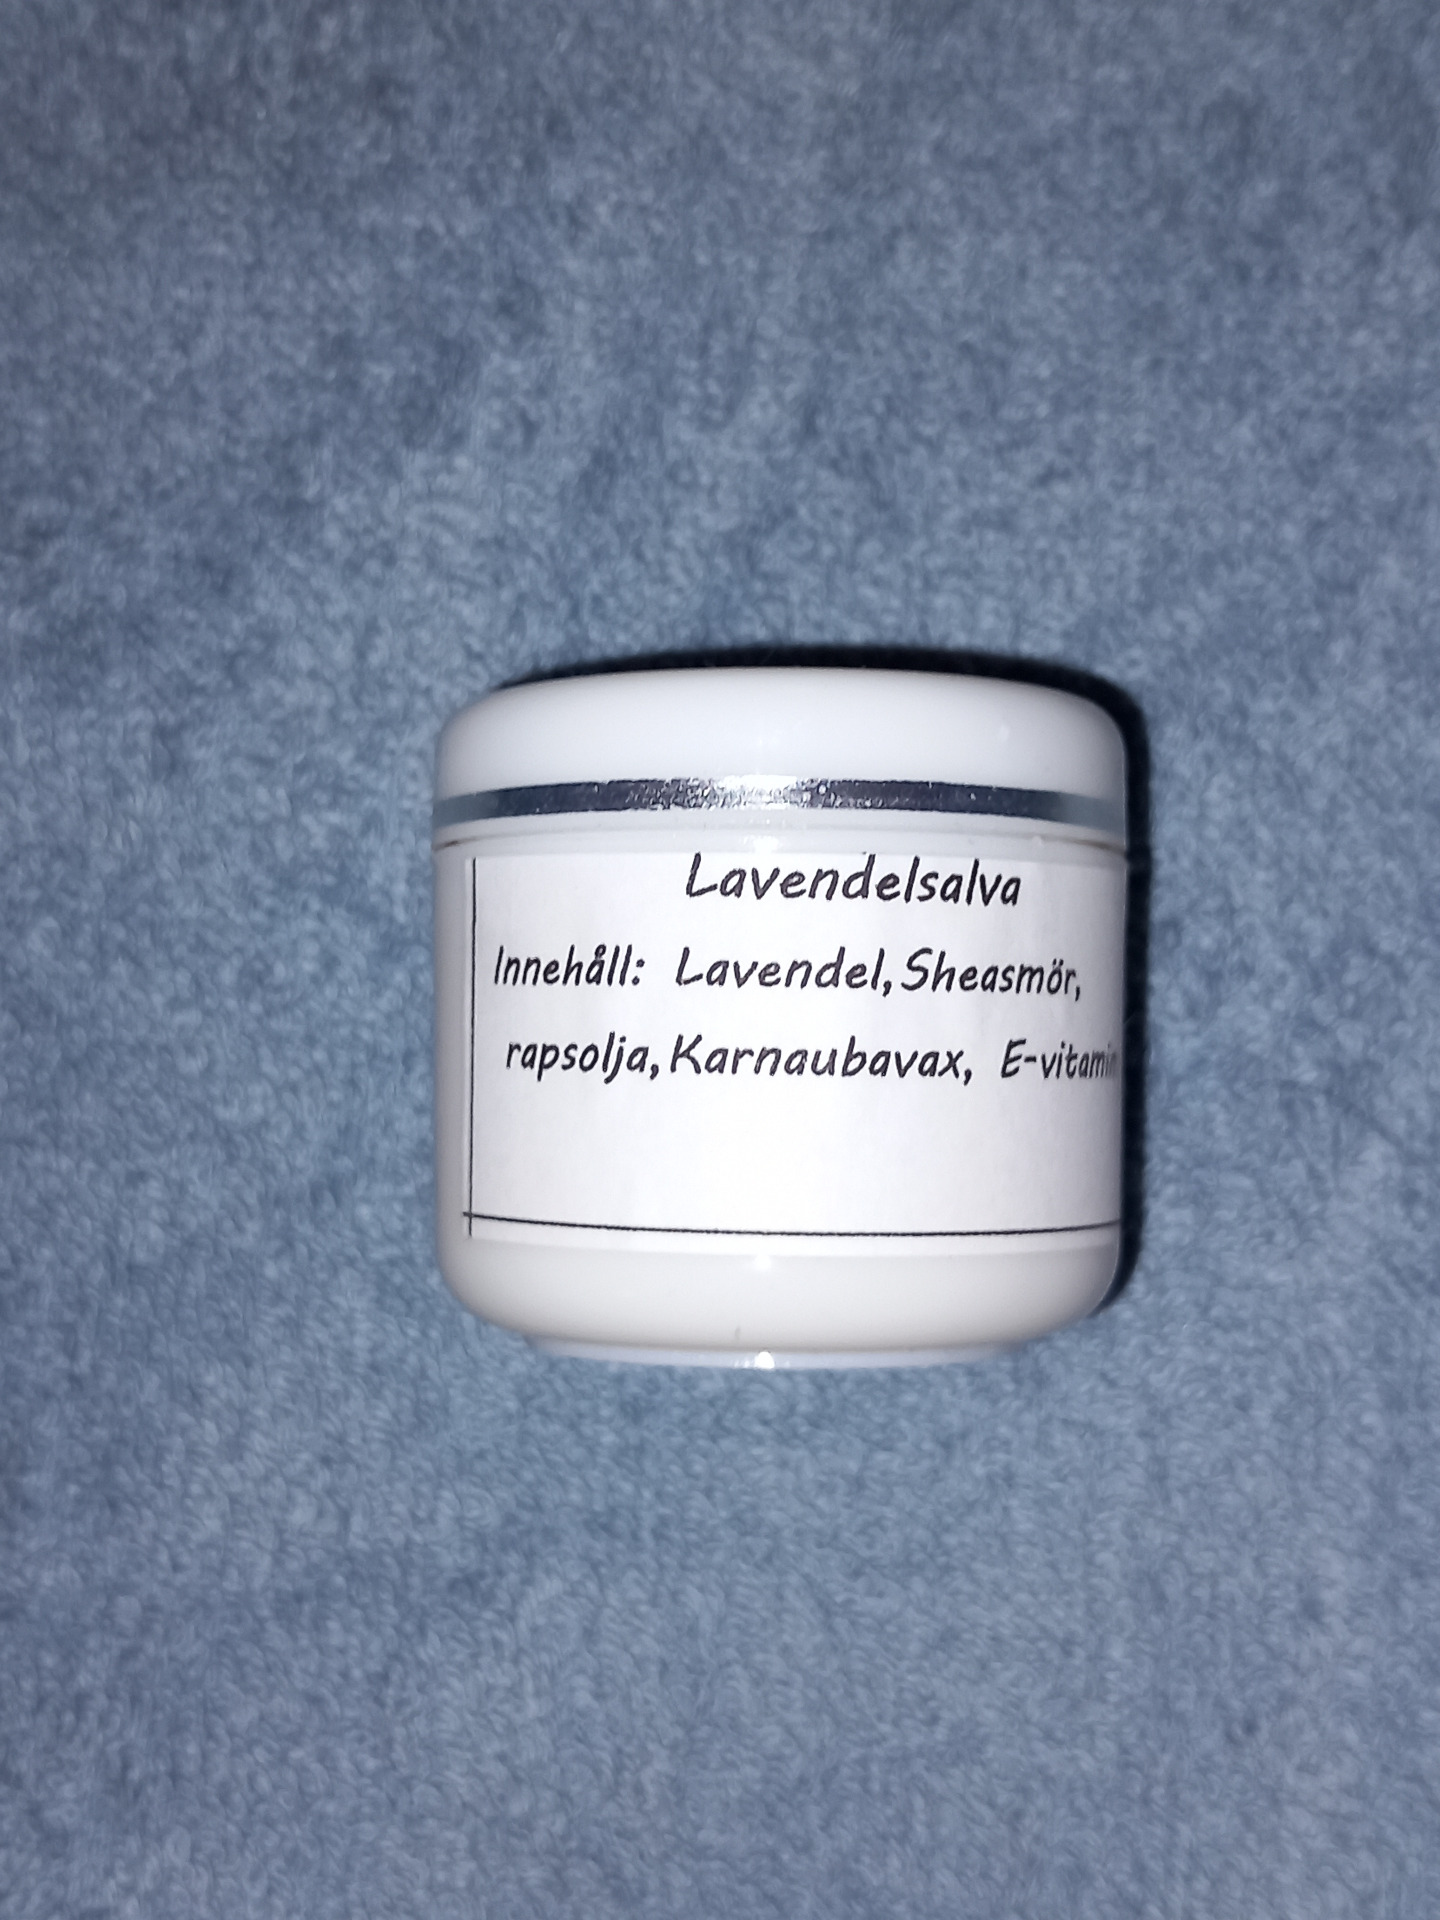 Lavendelsalva
Innehåll: Lavendel, Sheasmör,
rapsolja, Karnaubavax, E-vitamin